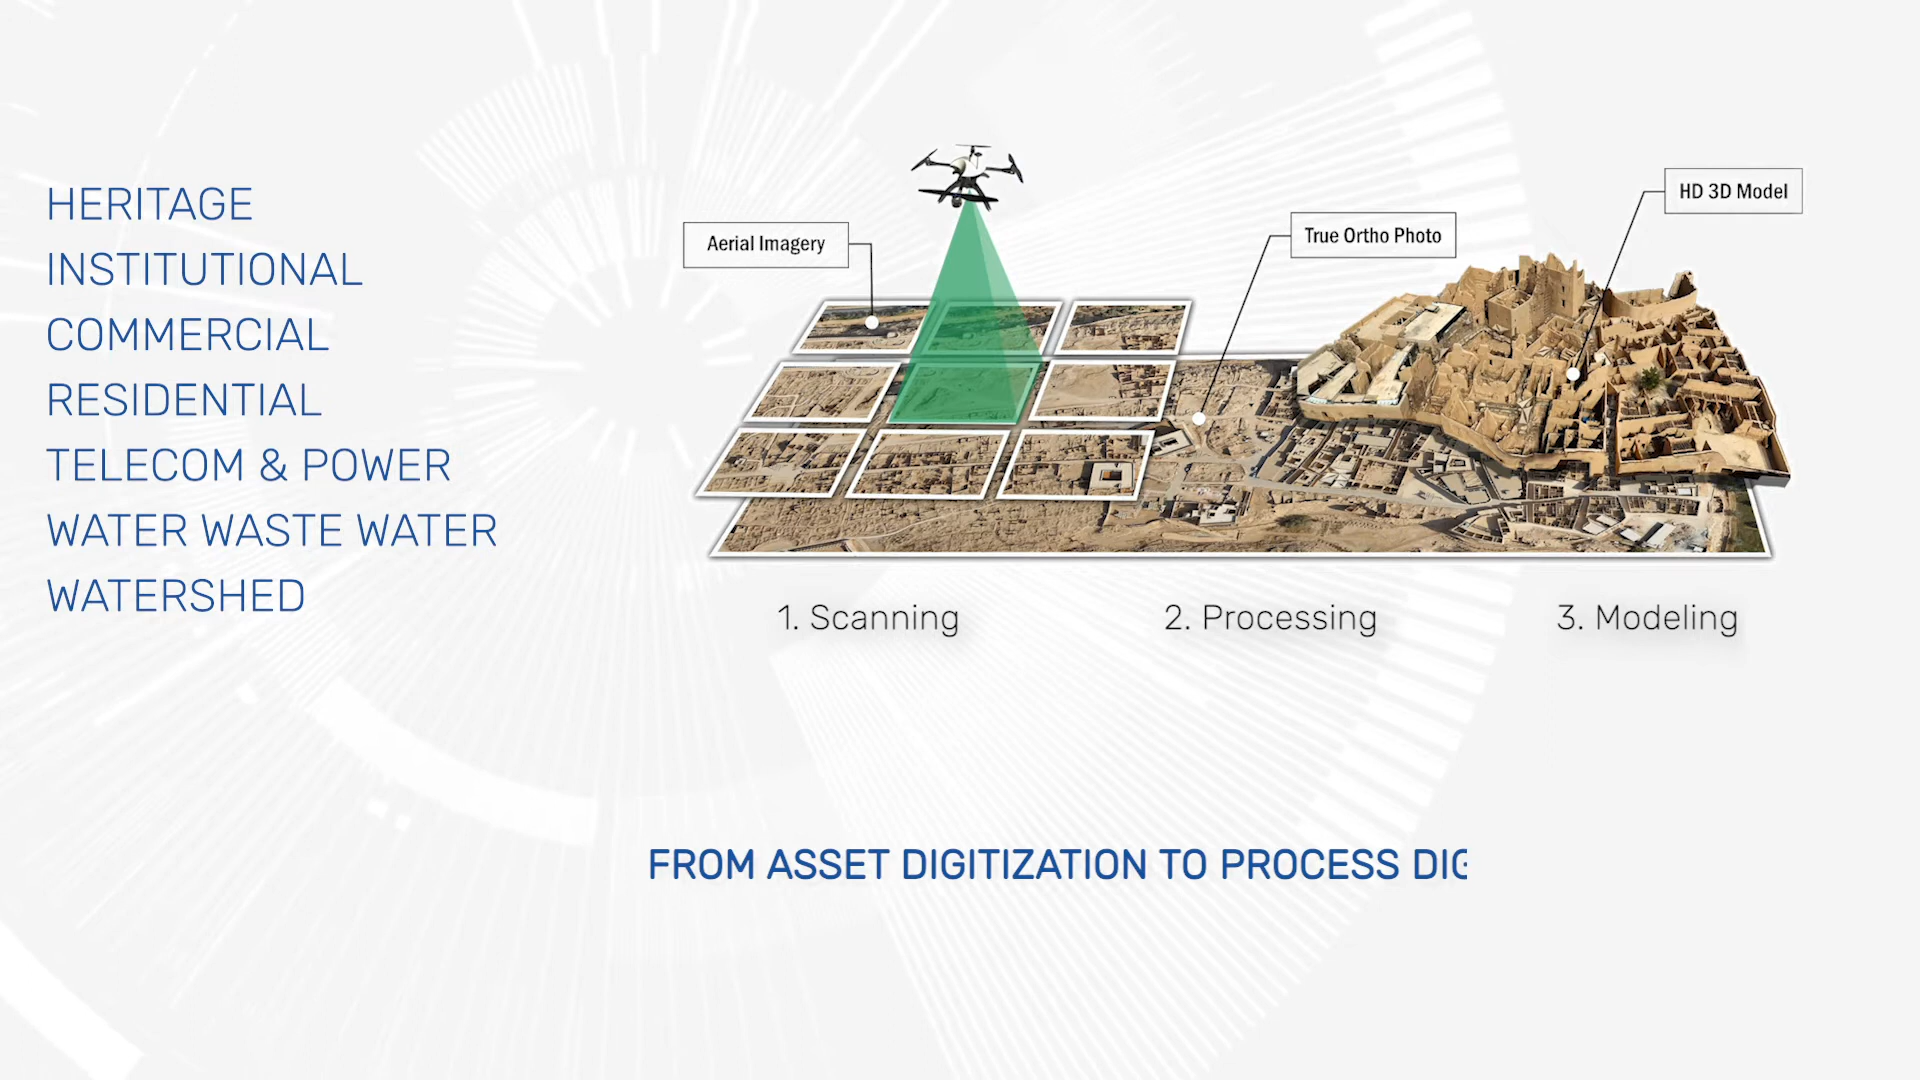 HERITAGE
INSTITUTIONAL
COMMERCIAL
RESIDENTIAL
TELECOM & POWER
WATER WASTE WATER
WATERSHED
Aerial Imagery
True Ortho Photo
HD 3D Model
1. Scanning
2. Processing
3. Modeling
FROM ASSET DIGITIZATION TO PROCESS